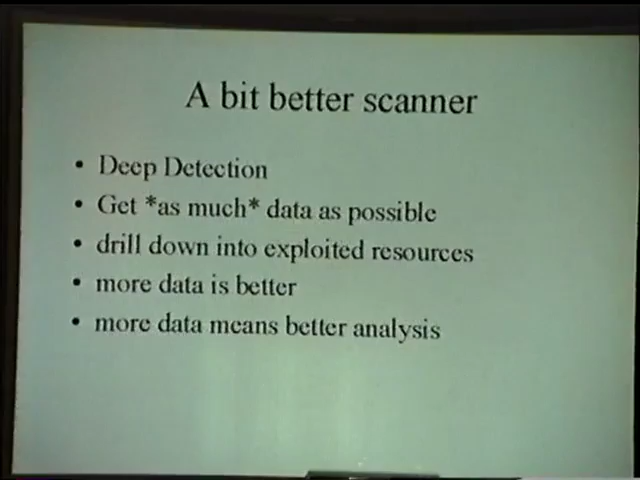 A bit better scanner
• Deep Detection
• Get *as much* data as possible
• drill down into exploited resources
• more data is better
• more data means better analysis